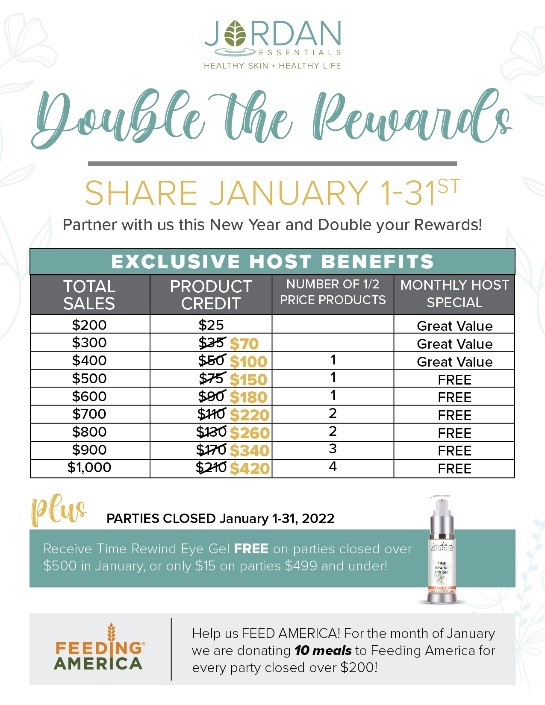 JORDAN
ESSENTIALS
HEALTHY SKIN • HEALTHY LIFE
Double the Rewards
SHARE JANUARY 1-31ST
Partner with us this New Year and Double your Rewards!
EXCLUSIVE HOST BENEFITS
TOTAL SALES PRODUCT CREDIT NUMBER OF 1/2 PRICE PRODUCTS MONTHLY HOST SPECIAL
$200 $25 Great Value
$300 $35 $70 Great Value
$400 $50 $100 1 Great Value
$500 $75 $150 1 FREE
$600 $90 $180 1 FREE
$700 $110 $220 2 FREE
$800 $130 $260 2 FREE
$900 $170 $340 3 FREE
$1,000 $210 $420 4 FREE
plus PARTIES CLOSED January 1-31, 2022
Receive Time Rewind Eye Gel FREE on parties closed over
$500 in January, or only $15 on parties $499 and under!
TIME
REWIND
EYE GEL
FEEDING
AMERICA
Help us FEED AMERICA! For the month of January
we are donating 10 meals to Feeding America for
every party closed over $200!